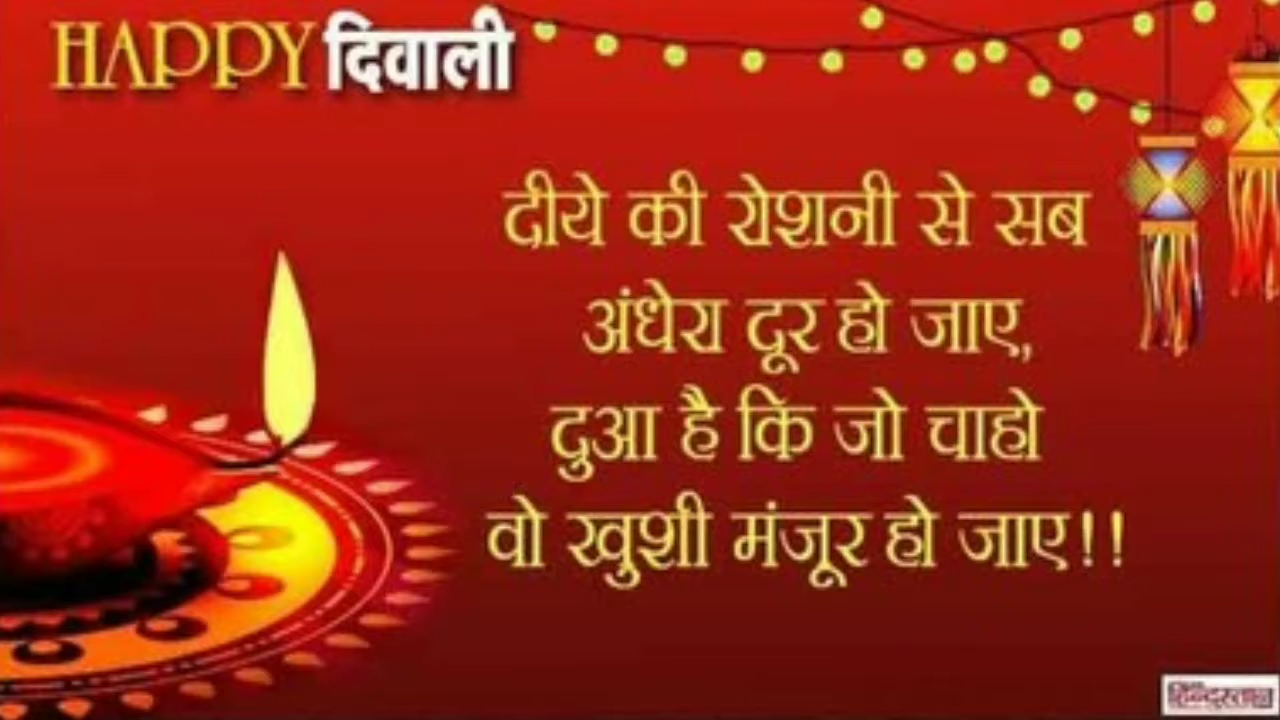 HAPPY दिवाली
दीये की रोशनी से सब
अंधेरा दूर हो जाए,
दुआ है कि जो चाहो
वो खुशी मंजूर हो जाए!!
हिन्दुस्तान